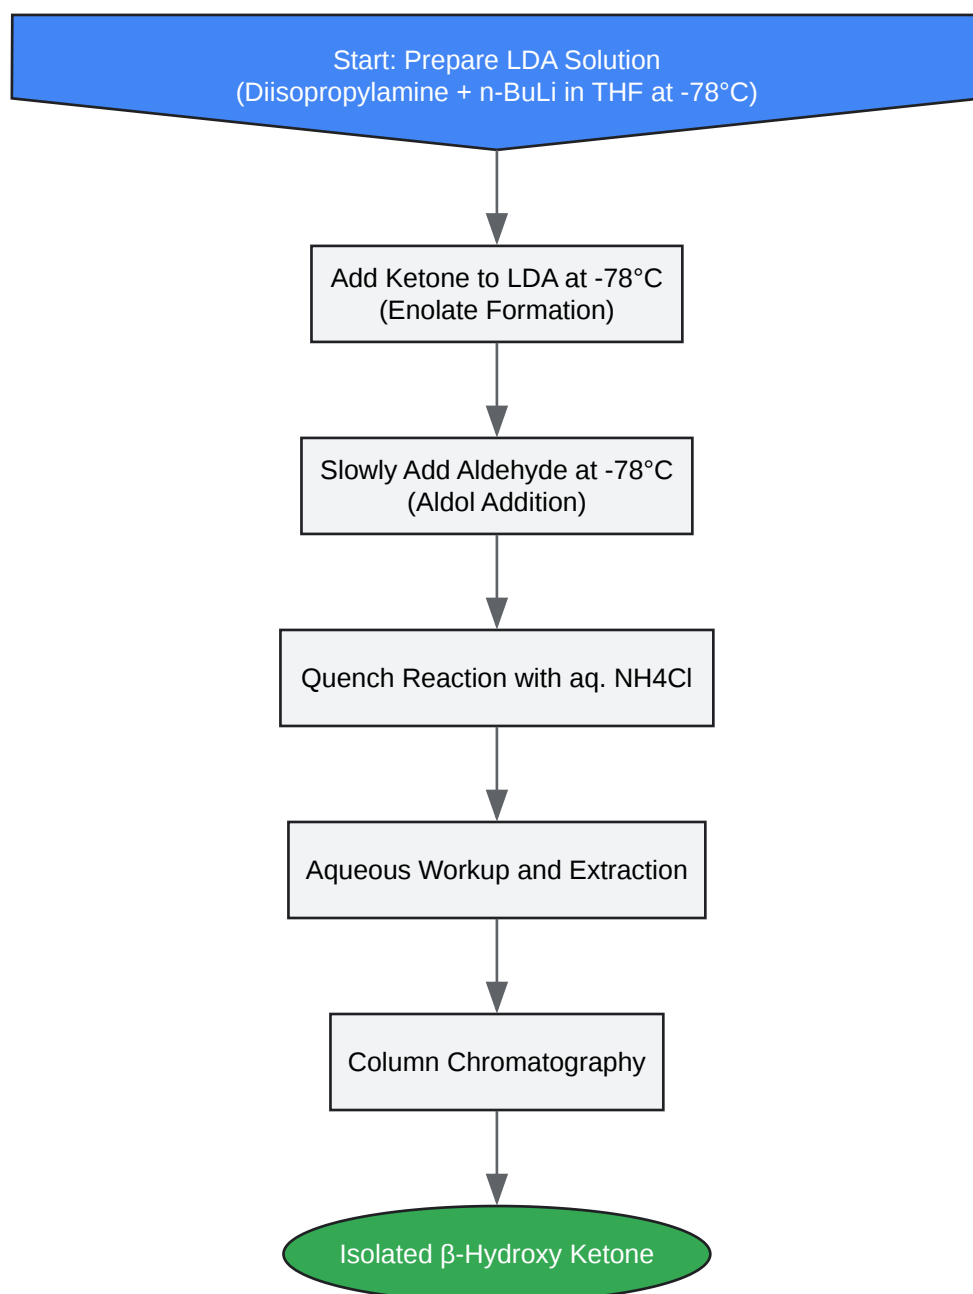 Start: Prepare LDA Solution
(Diisopropylamine + n-BuLi in THF at -78°C)
Add Ketone to LDA at -78°C
(Enolate Formation)
Slowly Add Aldehyde at -78°C
(Aldol Addition)
Quench Reaction with aq. NH4Cl
Aqueous Workup and Extraction
Column Chromatography
Isolated β-Hydroxy Ketone